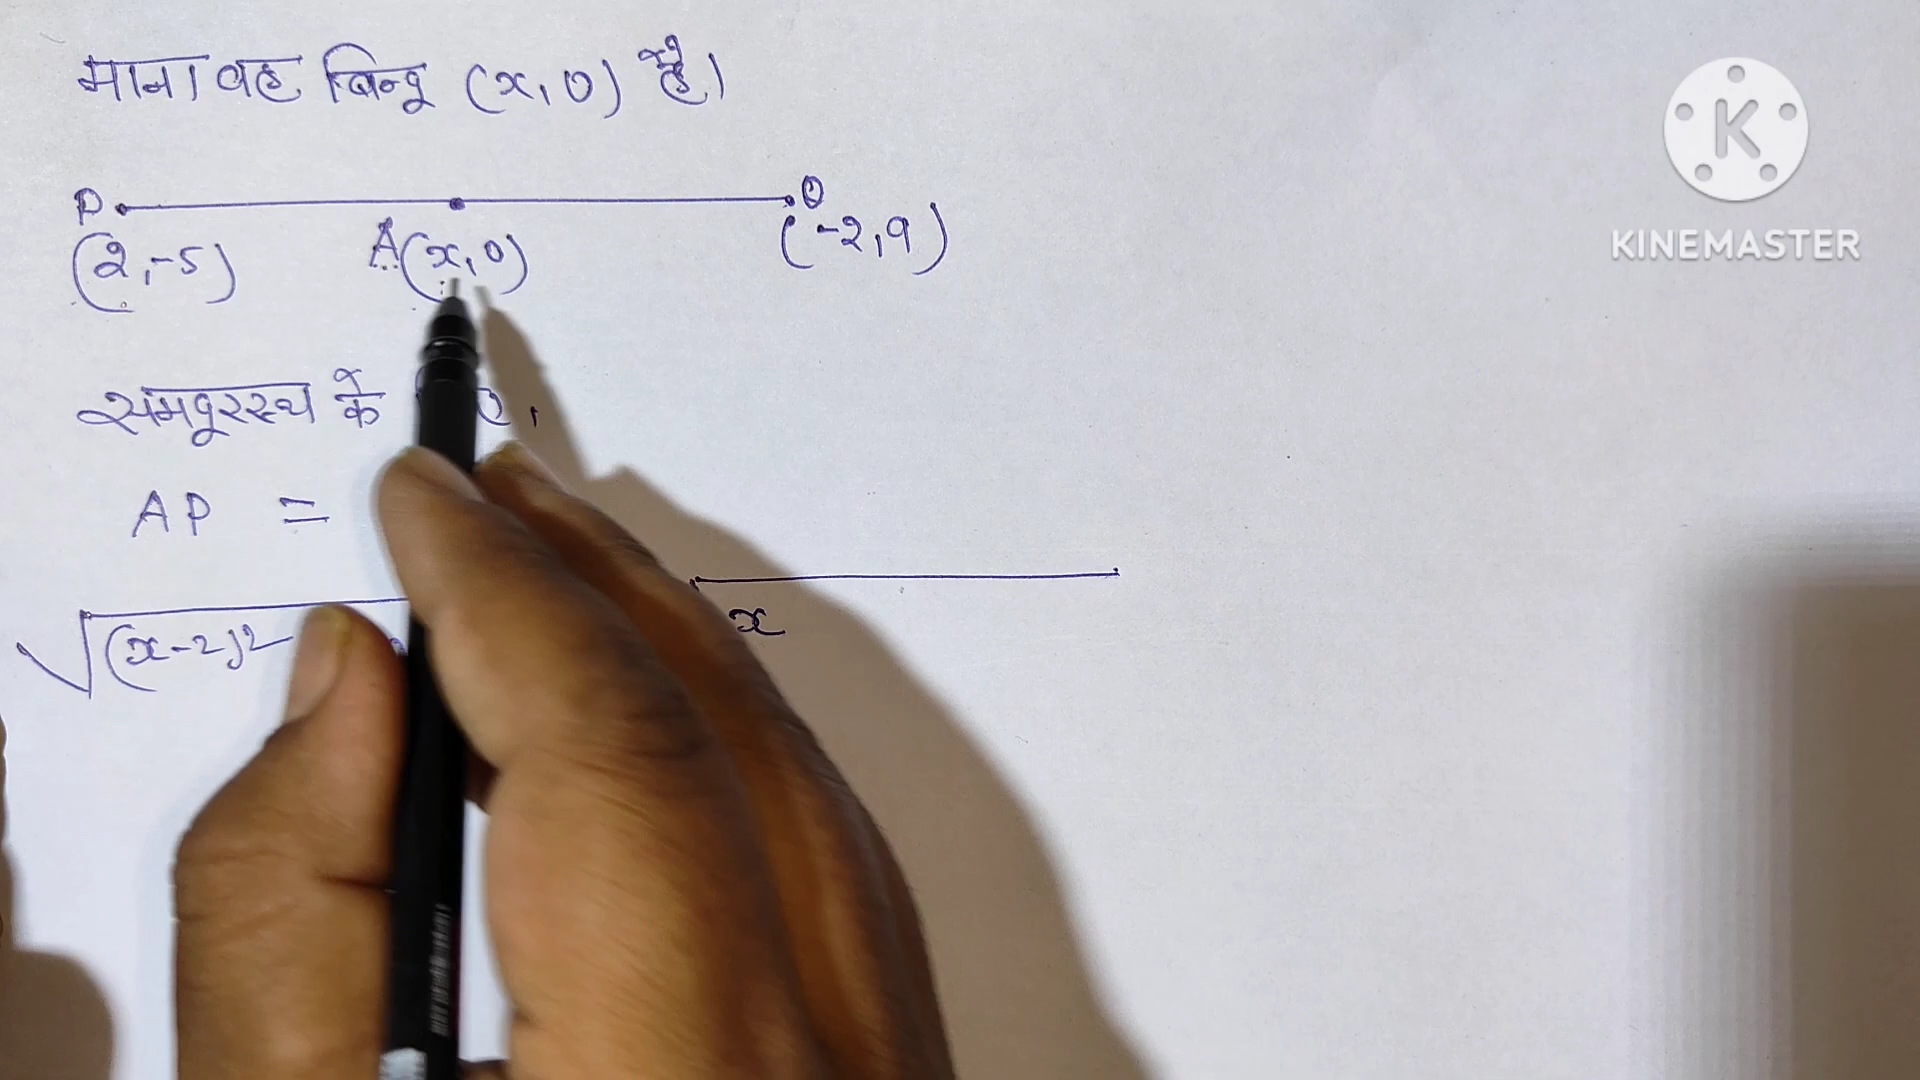 माना वह बिन्दू (x, 0) है।
P Q
(2, -5) A(x, 0) (-2, 9)
समदूरस्थ के
AP =
√(x-2)² x
K
KINEMASTER